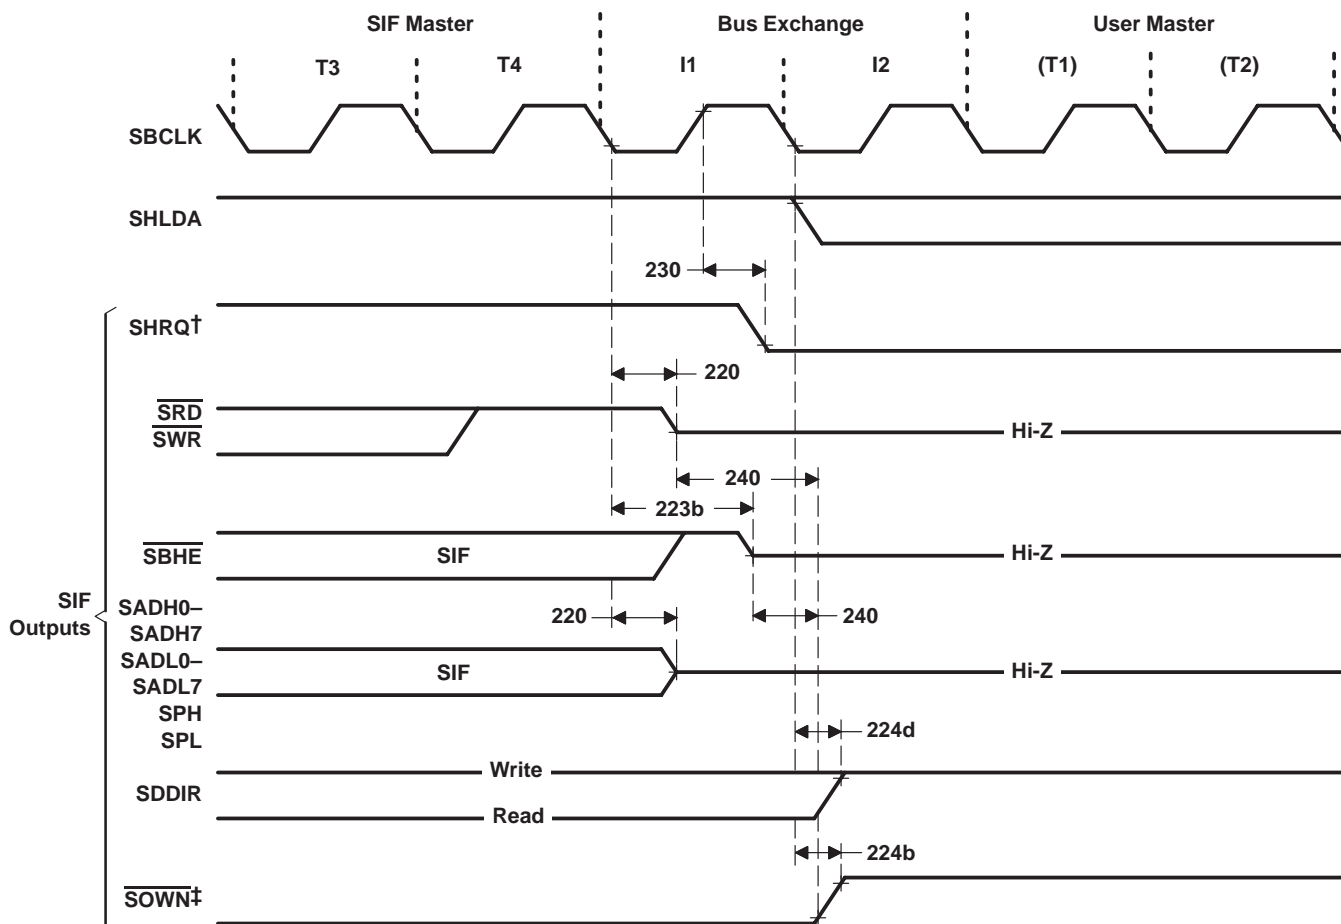 SIF Master Bus Exchange User Master
T3 T4 I1 I2 (T1) (T2)
SBCLK
SHLDA
230
SHRQ†
220
SRD
SWR
Hi-Z
240
223b
SBHE
SIF
Hi-Z
SIF
Outputs
SADH0–
SADH7
SADL0–
SADL7
SPH
SPL
220
240
SIF
Hi-Z
224d
Write
SDDIR
Read
224b
SOWN‡